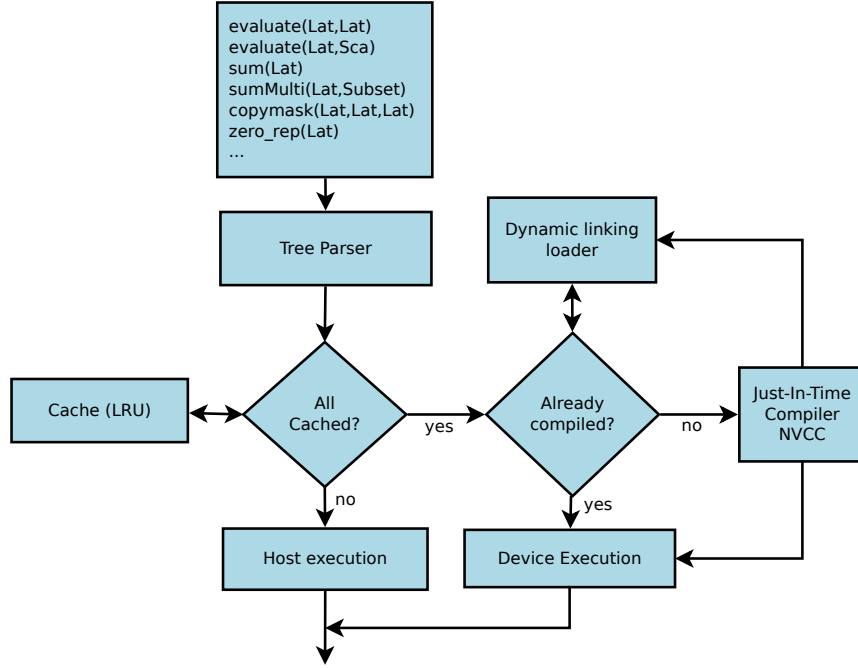 evaluate(Lat,Lat)
evaluate(Lat,Sca)
sum(Lat)
sumMulti(Lat,Subset)
copymask(Lat,Lat,Lat)
zero_rep(Lat)
...
Tree Parser
Dynamic linking
loader
Cache (LRU)
All
Cached?
yes
Already
compiled?
no
Just-In-Time
Compiler
NVCC
no
yes
Host execution
Device Execution